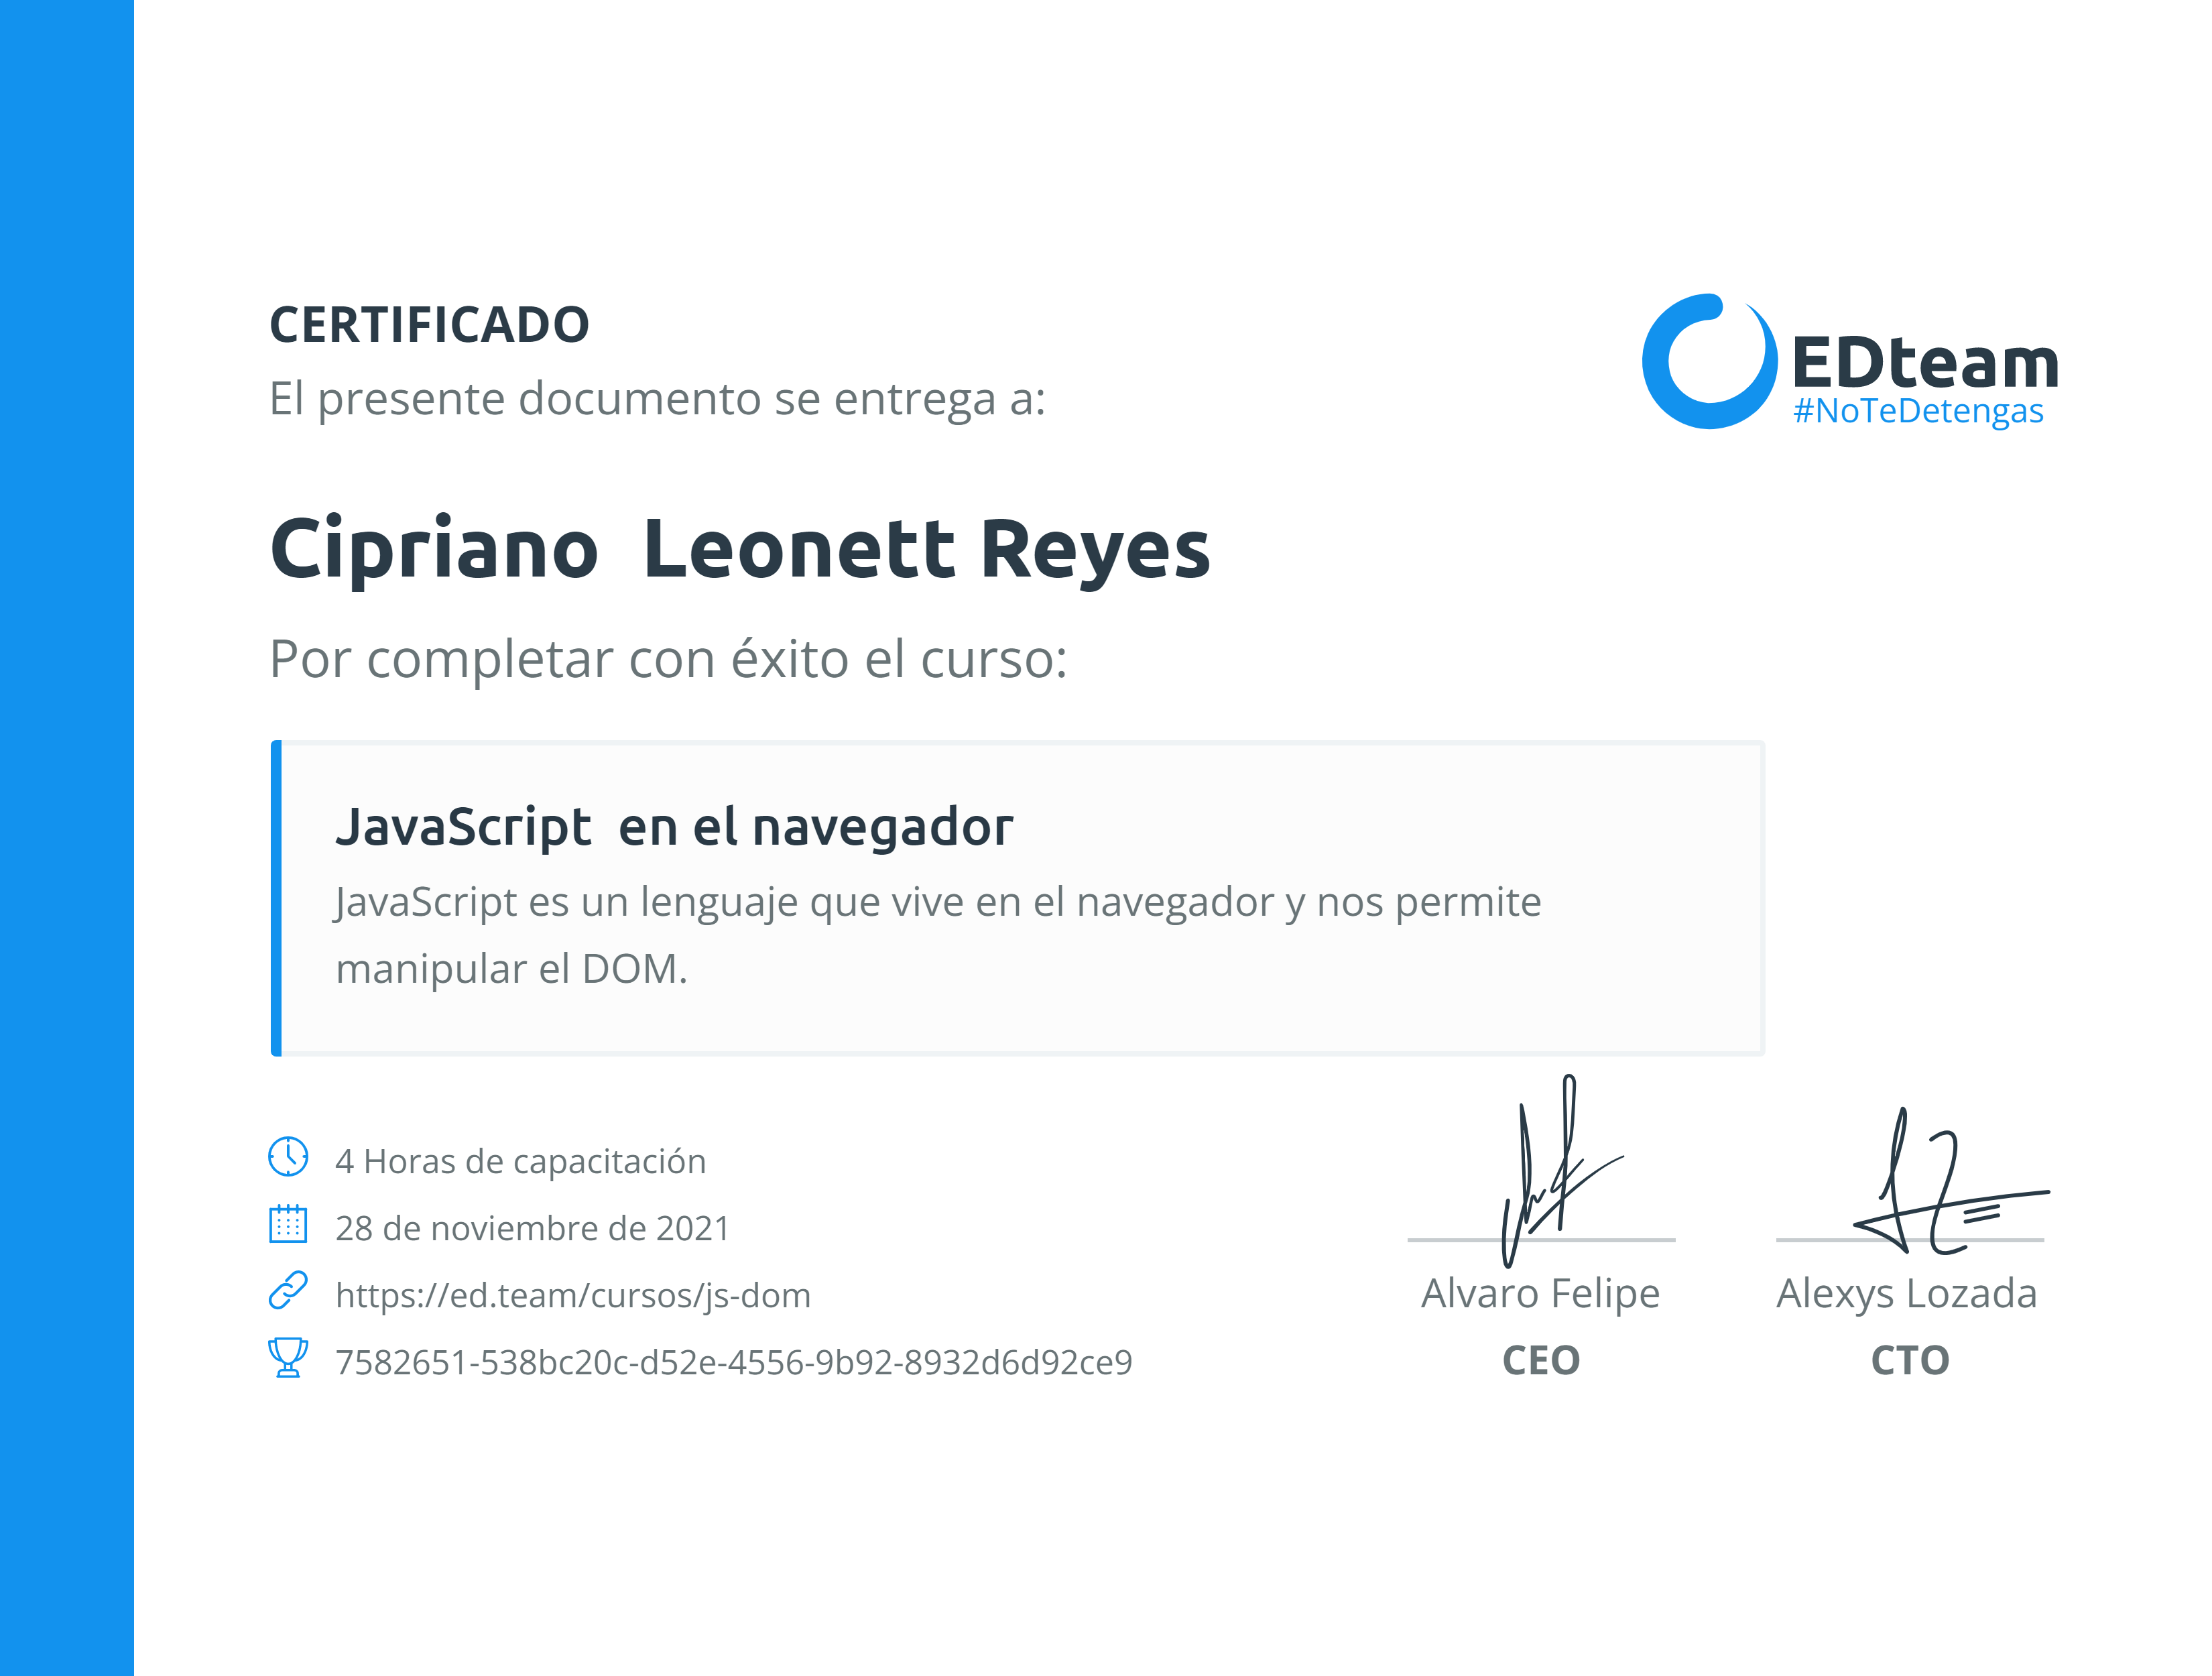 CERTIFICADO
El presente documento se entrega a:
EDteam
#NoTeDetengas
Cipriano  Leonett Reyes
Por completar con éxito el curso:
JavaScript  en el navegador
JavaScript es un lenguaje que vive en el navegador y nos permite
manipular el DOM.
4 Horas de capacitación
28 de noviembre de 2021
https://ed.team/cursos/js-dom
7582651-538bc20c-d52e-4556-9b92-8932d6d92ce9
Alvaro Felipe
CEO
Alexys Lozada
CTO